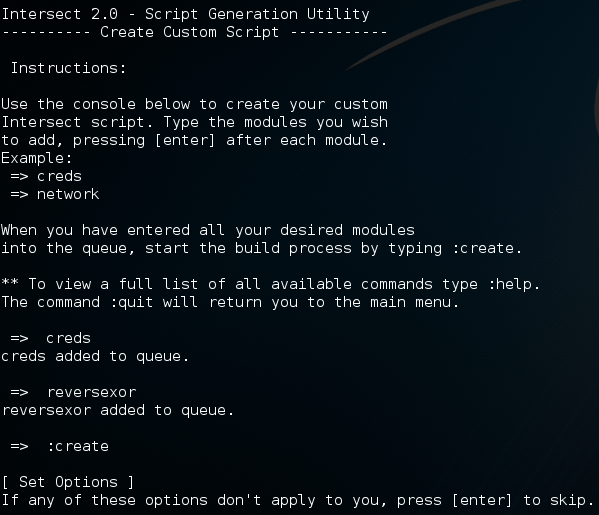 Intersect 2.0 - Script Generation Utility
---------- Create Custom Script -----------
Instructions:
Use the console below to create your custom
Intersect script. Type the modules you wish
to add, pressing [enter] after each module.
Example:
=> creds
=> network
When you have entered all your desired modules
into the queue, start the build process by typing :create.
** To view a full list of all available commands type :help.
The command :quit will return you to the main menu.
=>  creds
creds added to queue.
=>  reversexor
reversexor added to queue.
=>  :create
[ Set Options ]
If any of these options don't apply to you, press [enter] to skip.